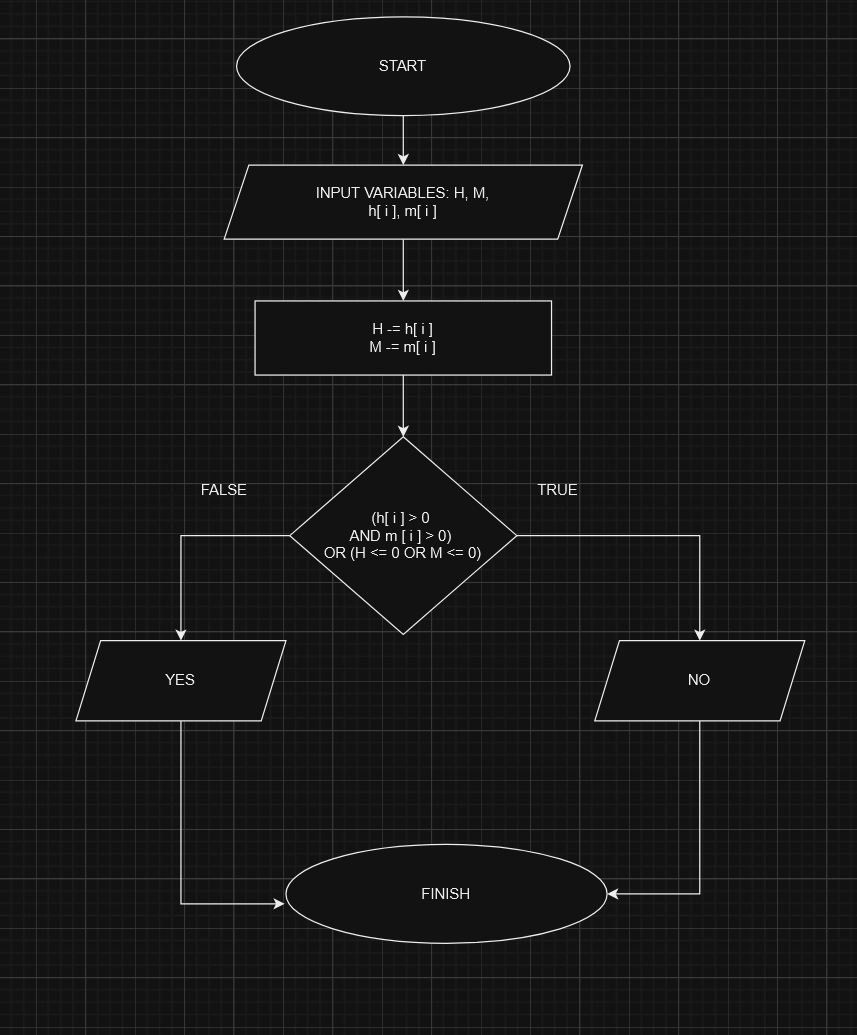 START
INPUT VARIABLES: H, M,
h[ i ], m[ i ]
H -= h[ i ]
M -= m[ i ]
FALSE
TRUE
(h[ i ] > 0
AND m [ i ] > 0)
OR (H <= 0 OR M <= 0)
YES
NO
FINISH